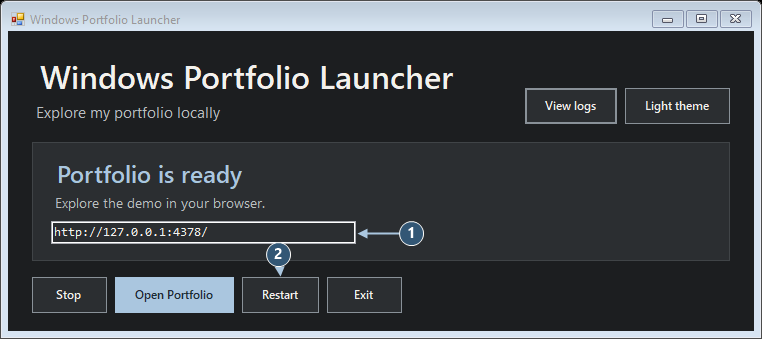 Windows Portfolio Launcher
Windows Portfolio Launcher
Explore my portfolio locally
View logs
Light theme
Portfolio is ready
Explore the demo in your browser.
http://127.0.0.1:4378/
1
2
Stop
Open Portfolio
Restart
Exit